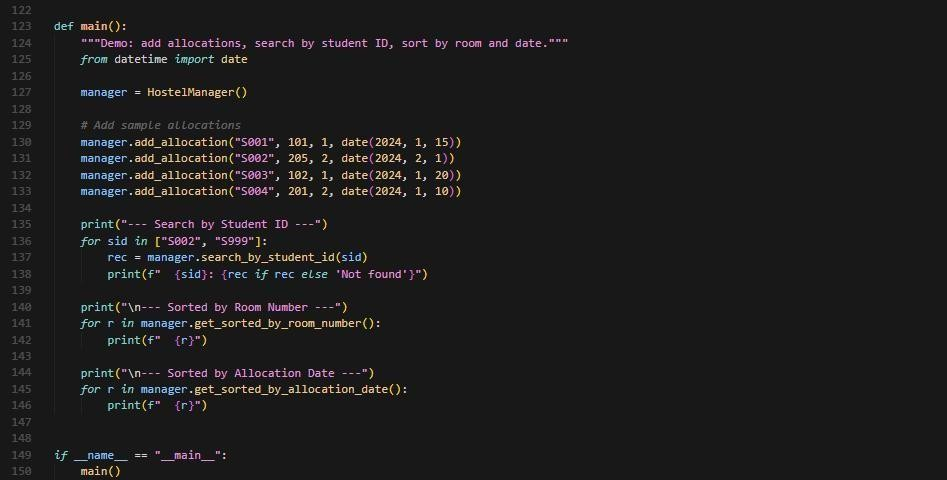 122
123 def main():
124     """Demo: add allocations, search by student ID, sort by room and date."""
125     from datetime import date
126
127     manager = HostelManager()
128
129     # Add sample allocations
130     manager.add_allocation("S001", 101, 1, date(2024, 1, 15))
131     manager.add_allocation("S002", 205, 2, date(2024, 2, 1))
132     manager.add_allocation("S003", 102, 1, date(2024, 1, 20))
133     manager.add_allocation("S004", 201, 2, date(2024, 1, 10))
134
135     print("--- Search by Student ID ---")
136     for sid in ["S002", "S999"]:
137         rec = manager.search_by_student_id(sid)
138         print(f"  {sid}: {rec if rec else 'Not found'}")
139
140     print("\n--- Sorted by Room Number ---")
141     for r in manager.get_sorted_by_room_number():
142         print(f"  {r}")
143
144     print("\n--- Sorted by Allocation Date ---")
145     for r in manager.get_sorted_by_allocation_date():
146         print(f"  {r}")
147
148
149 if __name__ == "__main__":
150     main()